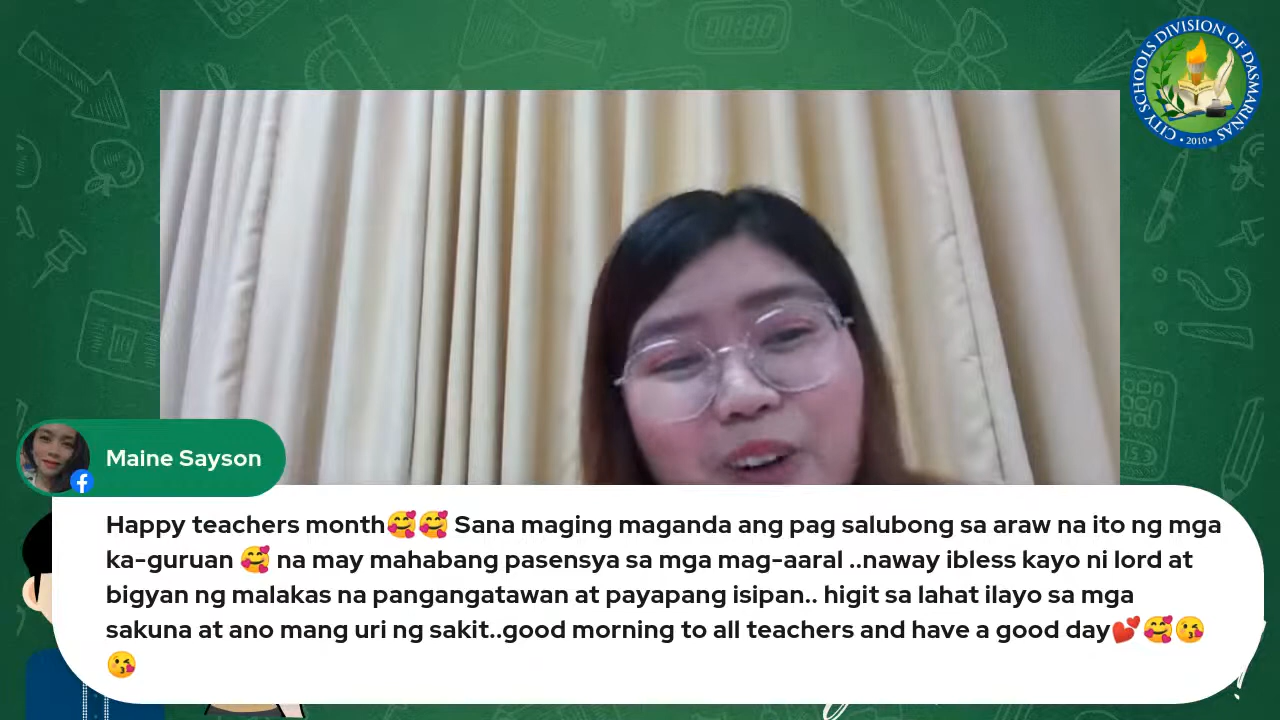 CITY SCHOOLS DIVISION OF DASMARIÑAS
• 2010 •
Maine Sayson
Happy teachers month🥰🥰 Sana maging maganda ang pag salubong sa araw na ito ng mga
ka-guruan 🥰 na may mahabang pasensya sa mga mag-aaral ..naway ibless kayo ni lord at
bigyan ng malakas na pangangatawan at payapang isipan.. higit sa lahat ilayo sa mga
sakuna at ano mang uri ng sakit..good morning to all teachers and have a good day💕🥰😘
😘